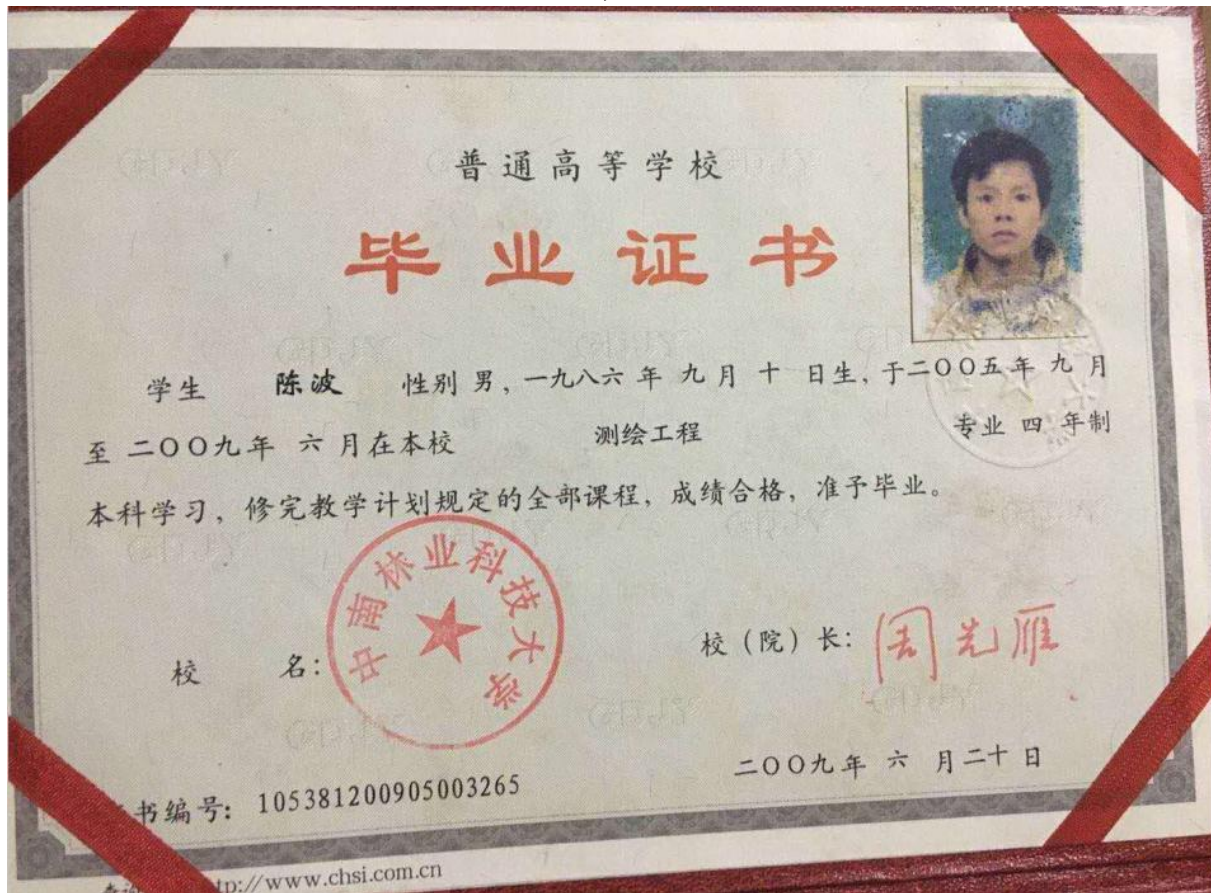 普通高等学校
毕业证书
学生 陈波 性别 男，一九八六 年 九 月 十 日生，于二〇〇五年 九 月
至 二〇〇九年 六 月在本校 测绘工程 专业 四 年制
本科学习，修完教学计划规定的全部课程，成绩合格，准予毕业。
中南林业科技大学
校 名：
校（院）长：周先雁
二〇〇九年 六 月二十 日
书编号：105381200905003265
tp://www.chsi.com.cn